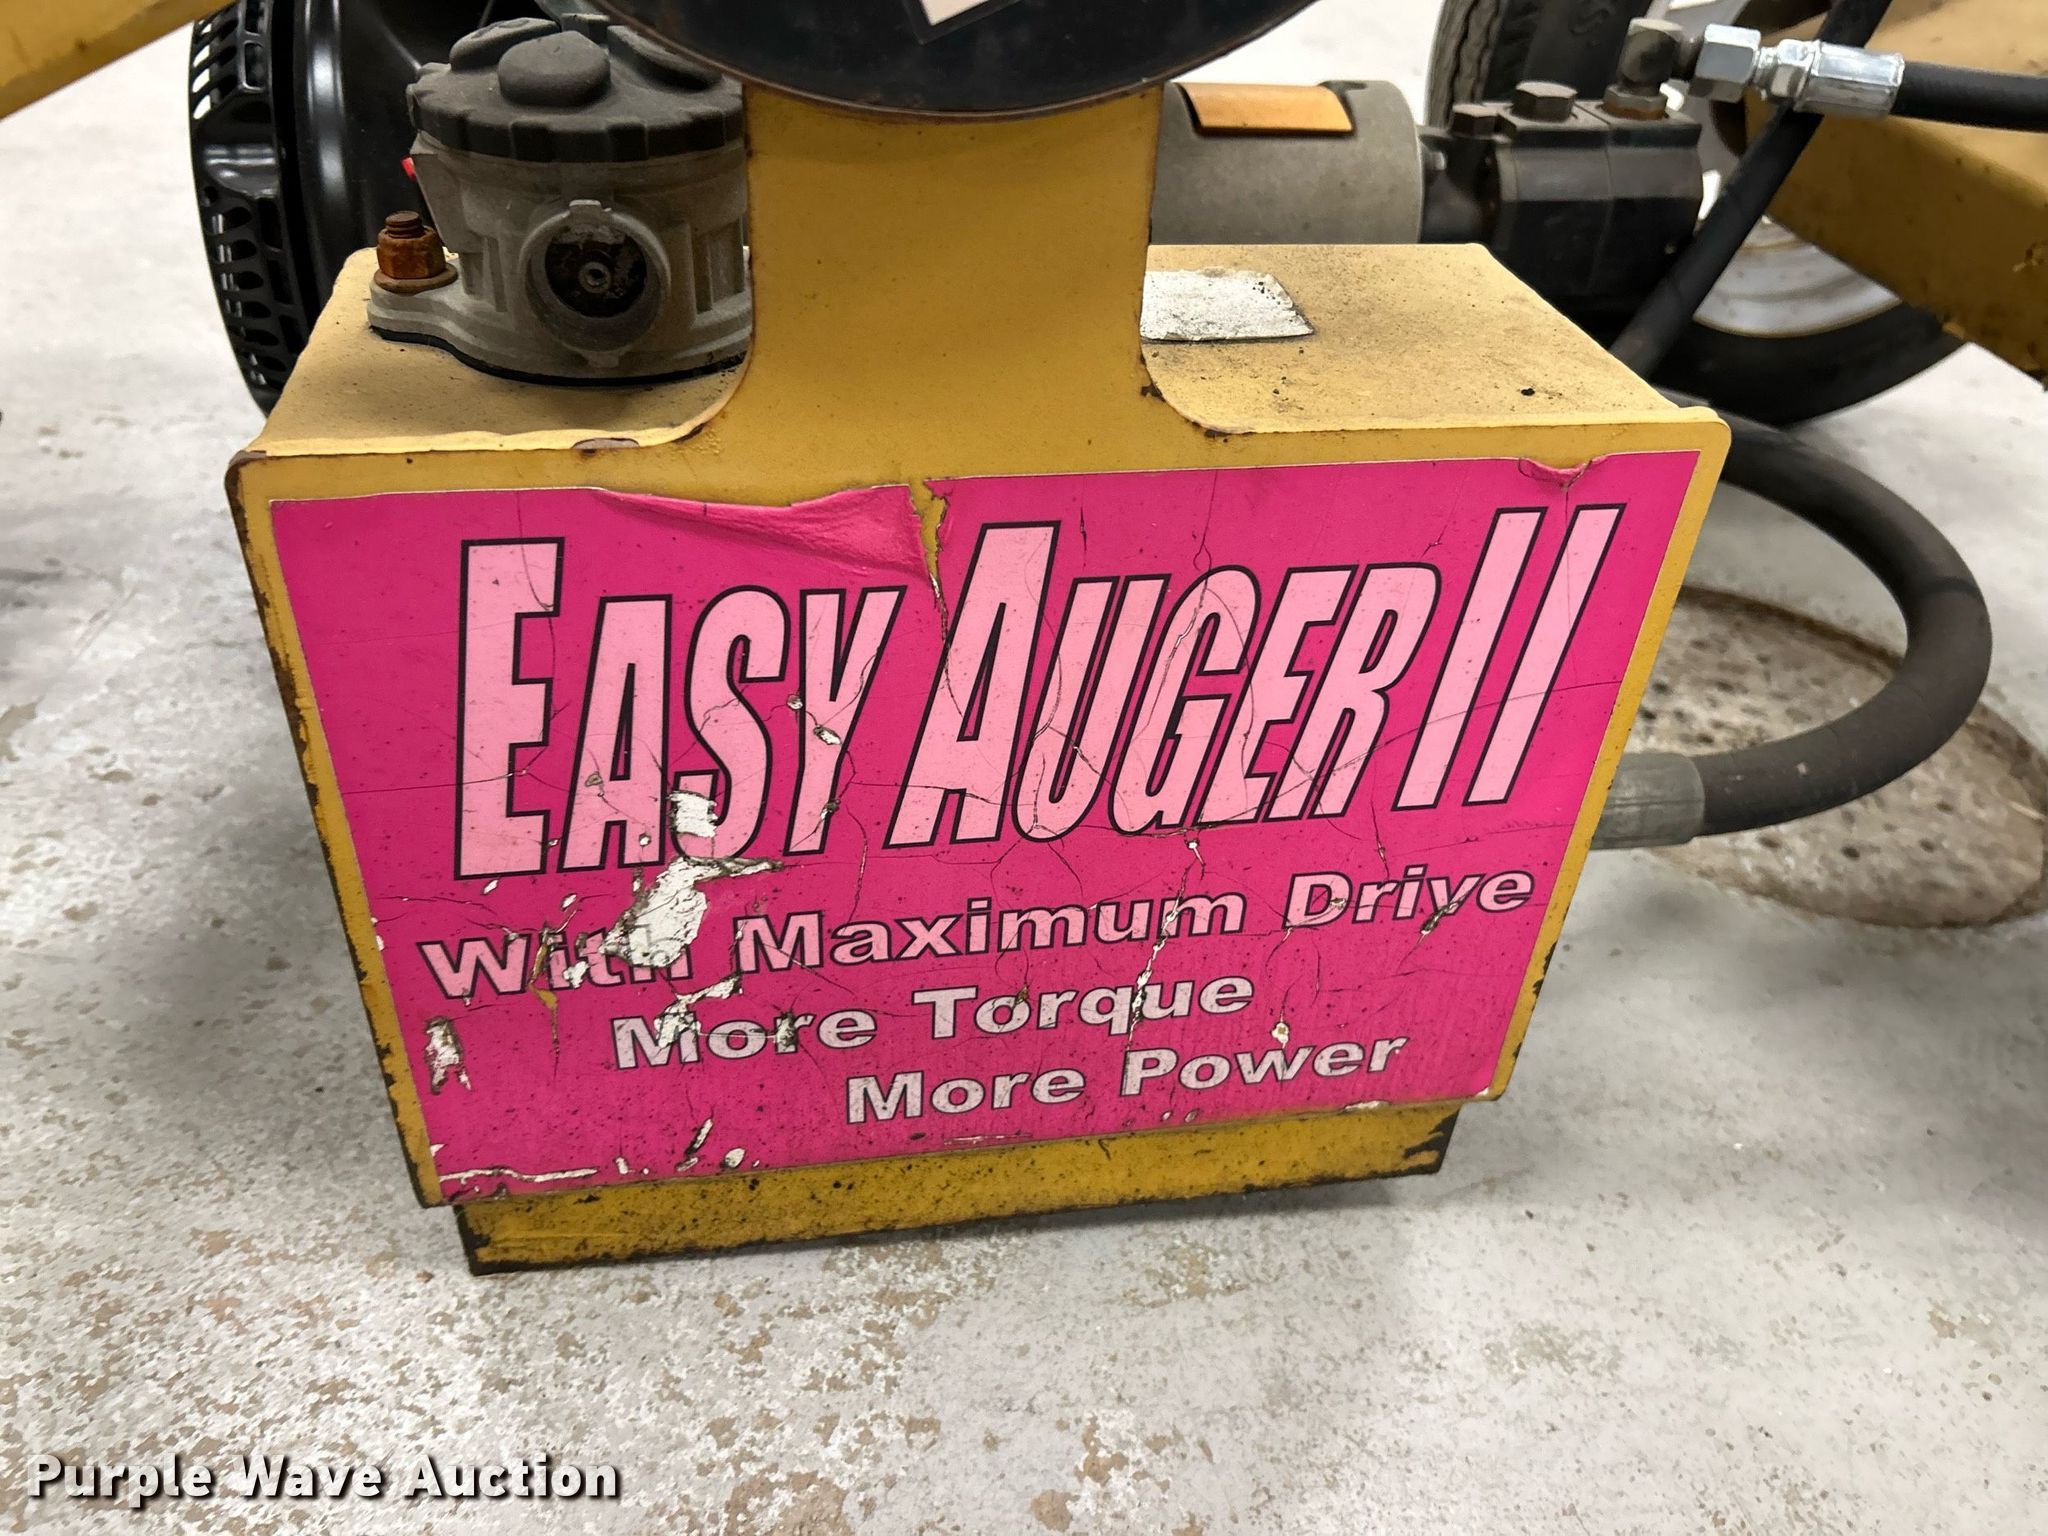 EASY AUGER II
With Maximum Drive
More Torque
More Power
Purple Wave Auction